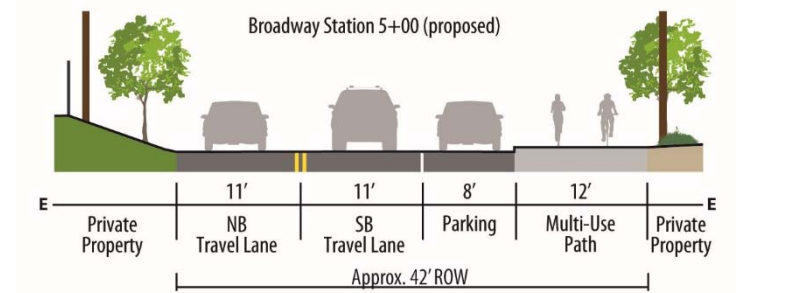 Broadway Station 5+00 (proposed)
11' 11' 8' 12'
E E
Private Property
NB Travel Lane
SB Travel Lane
Parking
Multi-Use Path
Private Property
Approx. 42' ROW